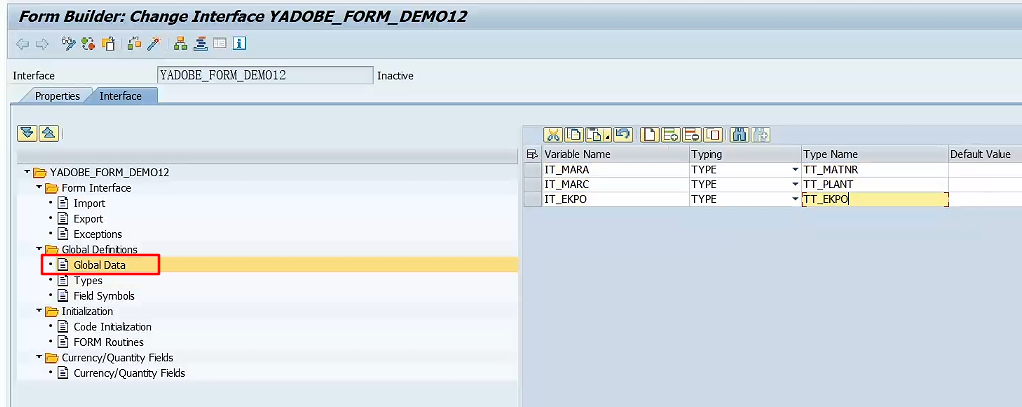 Form Builder: Change Interface YADOBE_FORM_DEMO12
Interface YADOBE_FORM_DEMO12 Inactive
Properties Interface
YADOBE_FORM_DEMO12
Form Interface
Import
Export
Exceptions
Global Definitions
Global Data
Types
Field Symbols
Initialization
Code Initialization
FORM Routines
Currency/Quantity Fields
Currency/Quantity Fields
Variable Name Typing Type Name Default Value
IT_MARA TYPE TT_MATNR
IT_MARC TYPE TT_PLANT
IT_EKPO TYPE TT_EKPO